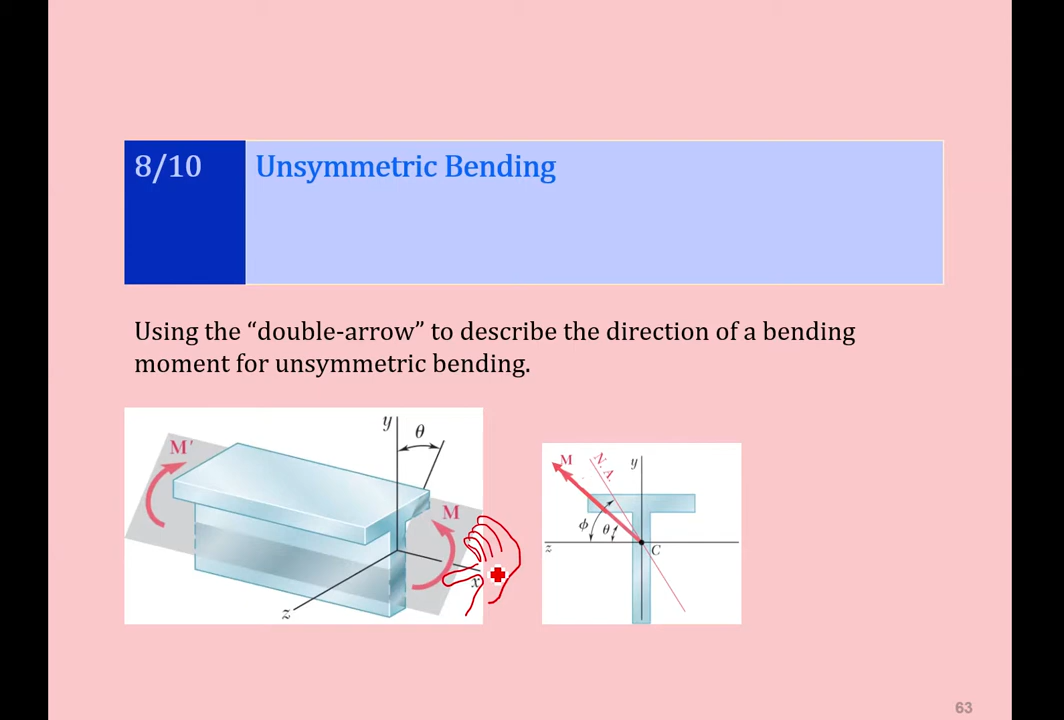 8/10
Unsymmetric Bending
Using the “double-arrow” to describe the direction of a bending
moment for unsymmetric bending.
y
θ
M′
M
x
z
M
N.A.
y
ϕ
θ
z
C
63